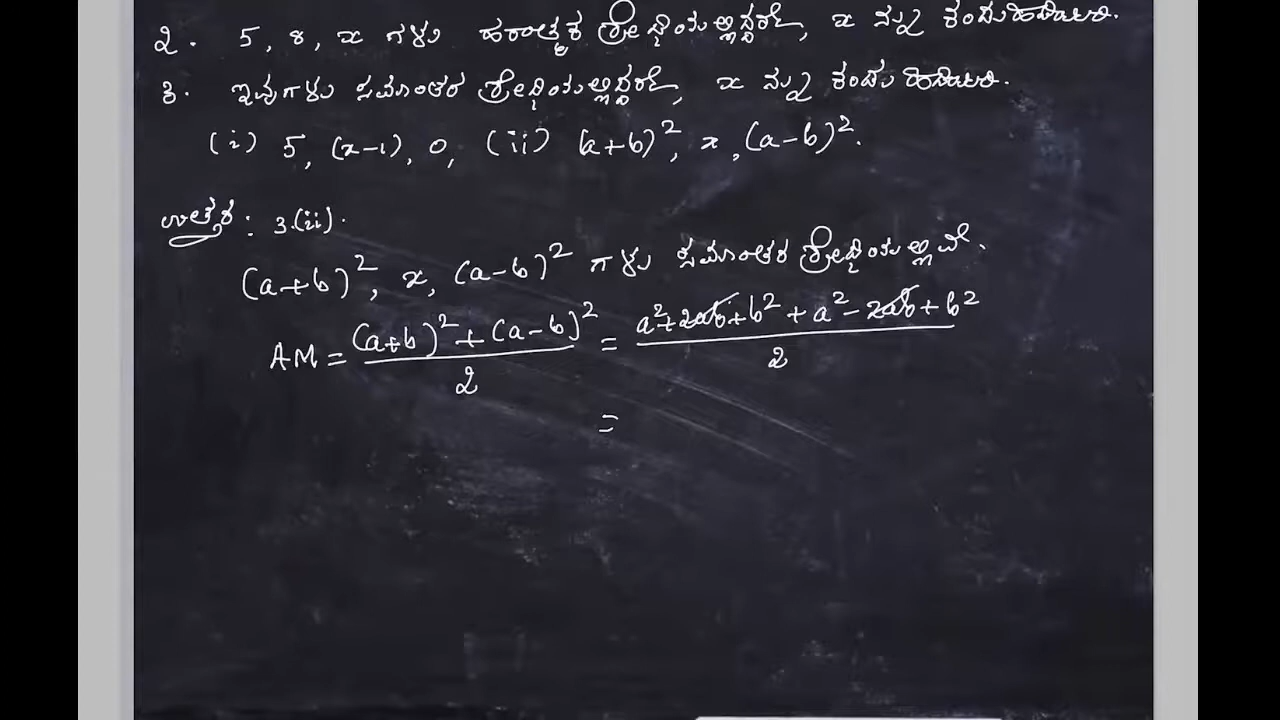 ೨. 5, 8, x ಗಳು ಹರಾತ್ಮಕ ಶ್ರೇಢಿಯಲ್ಲಿದ್ದರೆ, x ನ್ನು ಕಂಡುಹಿಡಿಯಿರಿ.
೩. ಇವುಗಳು ಸಮಾಂತರ ಶ್ರೇಢಿಯಲ್ಲಿದ್ದರೆ, x ನ್ನು ಕಂಡುಹಿಡಿಯಿರಿ.
(i) 5, (x-1), 0, (ii) (a+b)², x, (a-b)².
ಉತ್ತರ: 3.(ii).
(a+b)², x, (a-b)² ಗಳು ಸಮಾಂತರ ಶ್ರೇಢಿಯಲ್ಲಿವೆ.
AM = ((a+b)² + (a-b)²)/2 = (a²+2ab+b² + a²-2ab+b²)/2
=